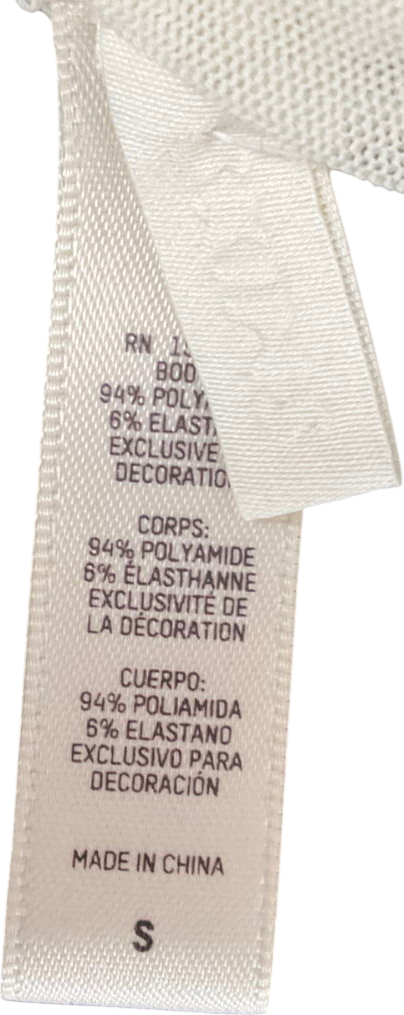 RN
94%
6%
EXCLUSIVE
CORPS:
94% POLYAMIDE
6% ÉLASTHANNE
EXCLUSIVITÉ DE
LA DÉCORATION
CUERPO:
94% POLIAMIDA
6% ELASTANO
EXCLUSIVO PARA
DECORACIÓN
MADE IN CHINA
S